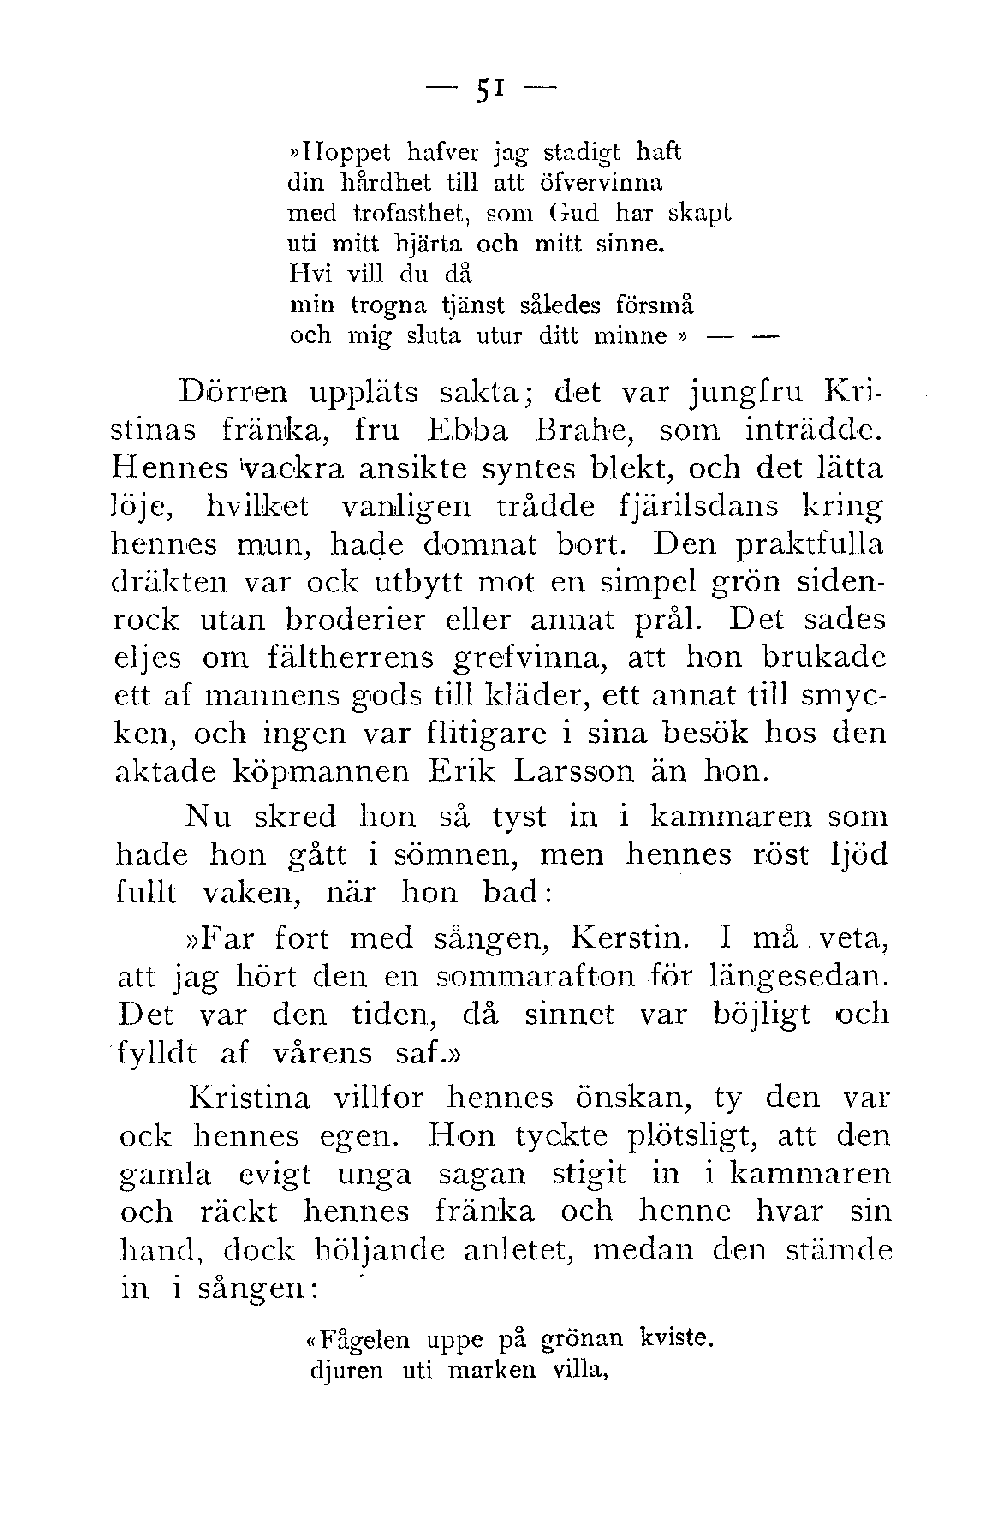 — 51 —
»Hoppet hafver jag stadigt haft
din hårdhet till att öfvervinna
med trofasthet, som Gud har skapt
uti mitt hjärta och mitt sinne.
Hvi vill du då
min trogna tjänst således försmå
och mig sluta utur ditt minne » — —
Dörren uppläts sakta; det var jungfru Kri-
stinas fränka, fru Ebba Brahe, som inträdde.
Hennes vackra ansikte syntes blekt, och det lätta
löje, hvilket vanligen trådde fjärilsdans kring
hennes mun, hade domnat bort. Den praktfulla
dräkten var ock utbytt mot en simpel grön siden-
rock utan broderier eller annat prål. Det sades
eljes om fältherrens grefvinna, att hon brukade
ett af mannens gods till kläder, ett annat till smyc-
ken, och ingen var flitigare i sina besök hos den
aktade köpmannen Erik Larsson än hon.
Nu skred hon så tyst in i kammaren som
hade hon gått i sömnen, men hennes röst ljöd
fullt vaken, när hon bad:
»Far fort med sången, Kerstin. I må veta,
att jag hört den en sommarafton för längesedan.
Det var den tiden, då sinnet var böjligt och
fylldt af vårens saf.»
Kristina villfor hennes önskan, ty den var
ock hennes egen. Hon tyckte plötsligt, att den
gamla evigt unga sagan stigit in i kammaren
och räckt hennes fränka och henne hvar sin
hand, dock höljande anletet, medan den stämde
in i sången:
«Fågelen uppe på grönan kviste.
djuren uti marken villa,